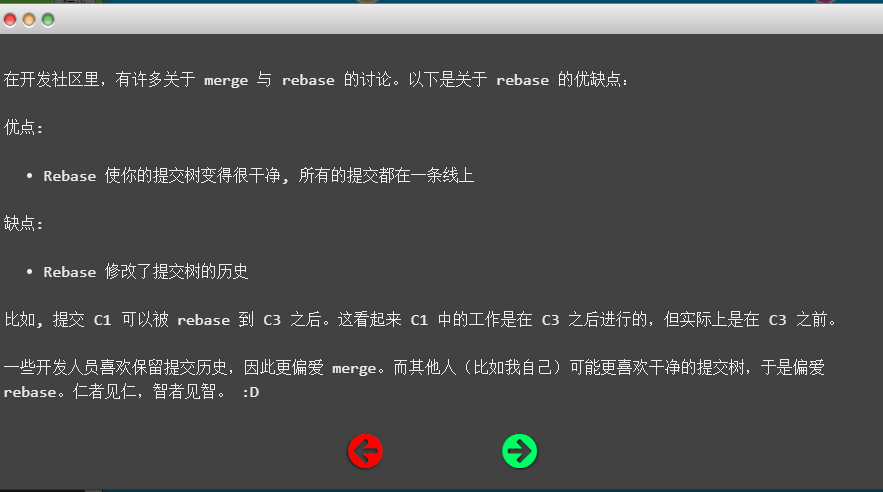 在开发社区里，有许多关于 merge 与 rebase 的讨论。以下是关于 rebase 的优缺点：
优点:
• Rebase 使你的提交树变得很干净, 所有的提交都在一条线上
缺点:
• Rebase 修改了提交树的历史
比如, 提交 C1 可以被 rebase 到 C3 之后。这看起来 C1 中的工作是在 C3 之后进行的，但实际上是在 C3 之前。
一些开发人员喜欢保留提交历史，因此更偏爱 merge。而其他人（比如我自己）可能更喜欢干净的提交树，于是偏爱
rebase。仁者见仁，智者见智。 :D